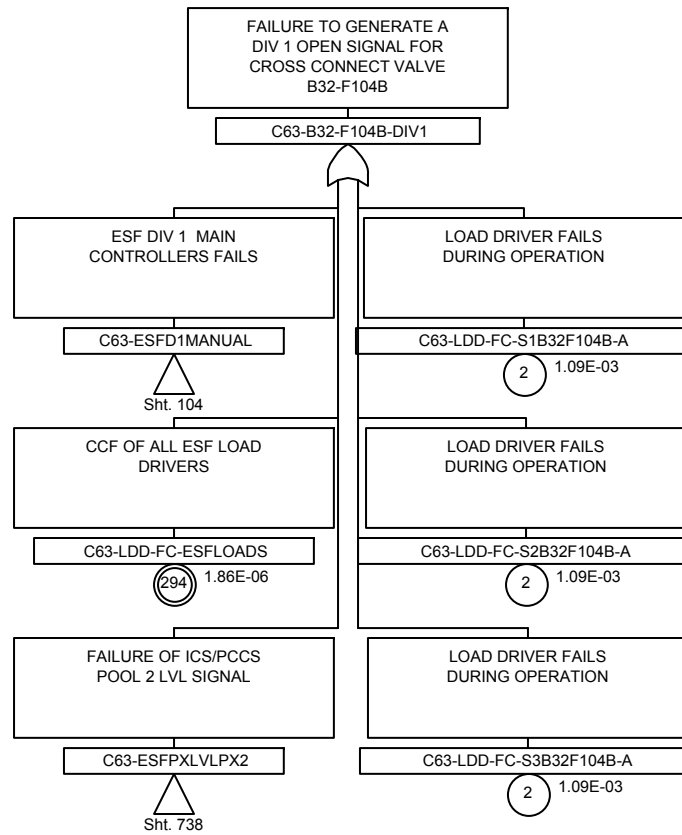 FAILURE TO GENERATE A
DIV 1 OPEN SIGNAL FOR
CROSS CONNECT VALVE
B32-F104B
C63-B32-F104B-DIV1
ESF DIV 1 MAIN
CONTROLLERS FAILS
C63-ESFD1MANUAL
Sht. 104
LOAD DRIVER FAILS
DURING OPERATION
C63-LDD-FC-S1B32F104B-A
2
1.09E-03
CCF OF ALL ESF LOAD
DRIVERS
C63-LDD-FC-ESFLOADS
294
1.86E-06
LOAD DRIVER FAILS
DURING OPERATION
C63-LDD-FC-S2B32F104B-A
2
1.09E-03
FAILURE OF ICS/PCCS
POOL 2 LVL SIGNAL
C63-ESFPXLVLPX2
Sht. 738
LOAD DRIVER FAILS
DURING OPERATION
C63-LDD-FC-S3B32F104B-A
2
1.09E-03